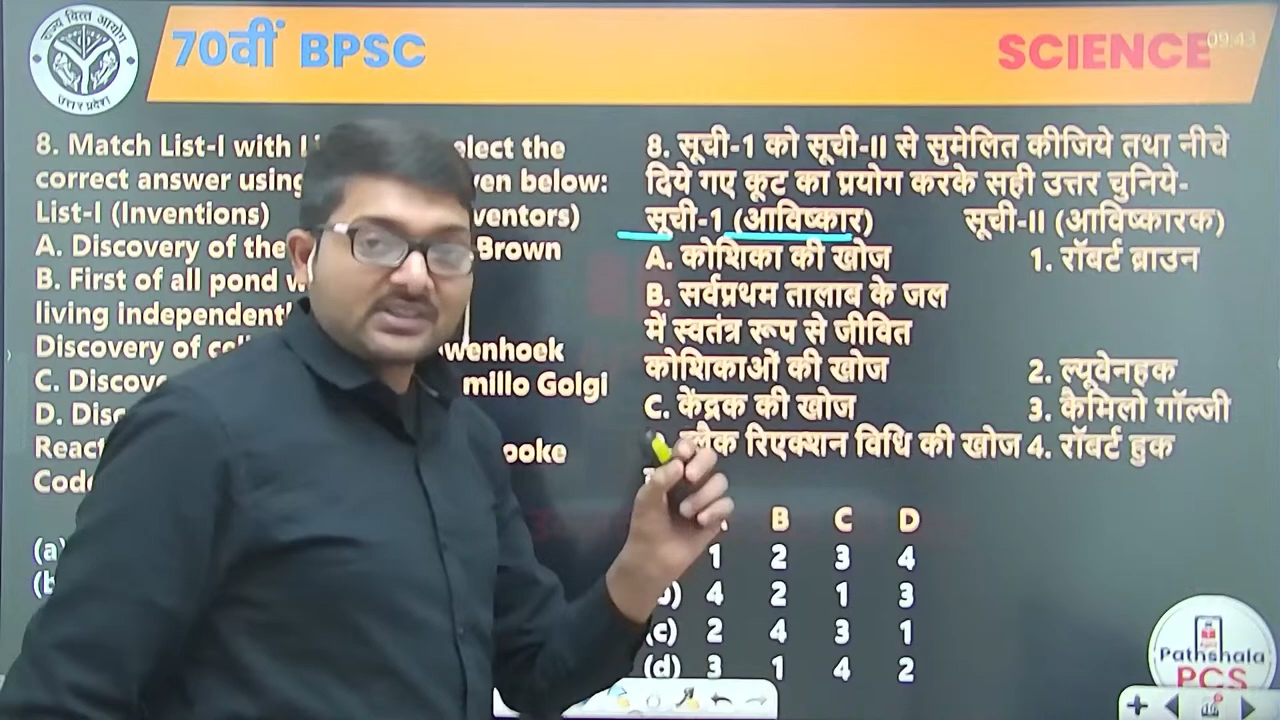 राज्य वित्त आयोग
उत्तर प्रदेश
70वीं BPSC
SCIENCE
09:43
8. Match List-I with elect the
correct answer using ven below:
List-I (Inventions) ventors)
A. Discovery of the Brown
B. First of all pond
living independent
Discovery of wenhoek
C. millo Golgi
D.
ooke
8. सूची-1 को सूची-II से सुमेलित कीजिये तथा नीचे
दिये गए कूट का प्रयोग करके सही उत्तर चुनिये-
सूची-1 (आविष्कार) सूची-II (आविष्कारक)
A. कोशिका की खोज 1. रॉबर्ट ब्राउन
B. सर्वप्रथम तालाब के जल
में स्वतंत्र रूप से जीवित
कोशिकाओं की खोज 2. ल्यूवेनहक
C. केंद्रक की खोज 3. कैमिलो गॉल्जी
रिएक्शन विधि की खोज 4. रॉबर्ट हुक
B C D
1 2 3 4
4 2 1 3
(c) 2 4 3 1
(d) 3 1 4 2
Pathshala
PCS